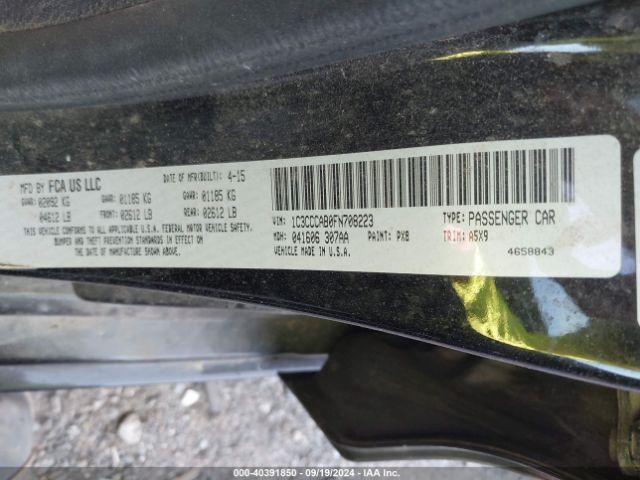 MFD BY FCA US LLC DATE OF MFR(BUILT): 4-15
GVWR: 02092 KG GAWR: 01185 KG GAWR: 01185 KG
04612 LB FRONT: 02612 LB REAR: 02612 LB
THIS VEHICLE CONFORMS TO ALL APPLICABLE U.S.A. FEDERAL MOTOR VEHICLE SAFETY,
BUMPER AND THEFT PREVENTION STANDARDS IN EFFECT ON
THE DATE OF MANUFACTURE SHOWN ABOVE.
VIN: 1C3CCCAB0FN708223 TYPE: PASSENGER CAR
MDH: 041606 307AA PAINT: PX8 TRIM: A5X9
VEHICLE MADE IN U.S.A. 4658843
000-40391850 - 09/19/2024 - IAA Inc.